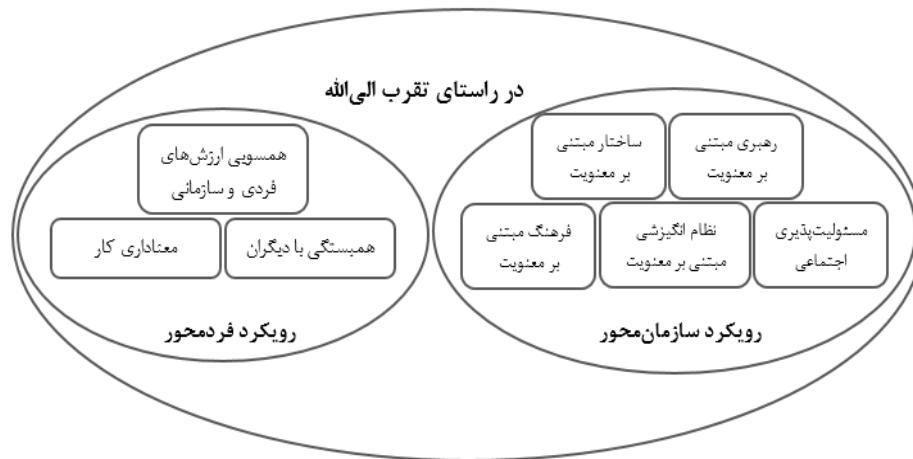 در راستای تقرب الی‌الله
رهبری مبتنی
بر معنویت
ساختار مبتنی
بر معنویت
مسئولیت‌پذیری
اجتماعی
نظام انگیزشی
مبتنی بر معنویت
فرهنگ مبتنی
بر معنویت
رویکرد سازمان‌محور
همسویی ارزش‌های
فردی و سازمانی
همبستگی با دیگران
معناداری کار
رویکرد فردمحور